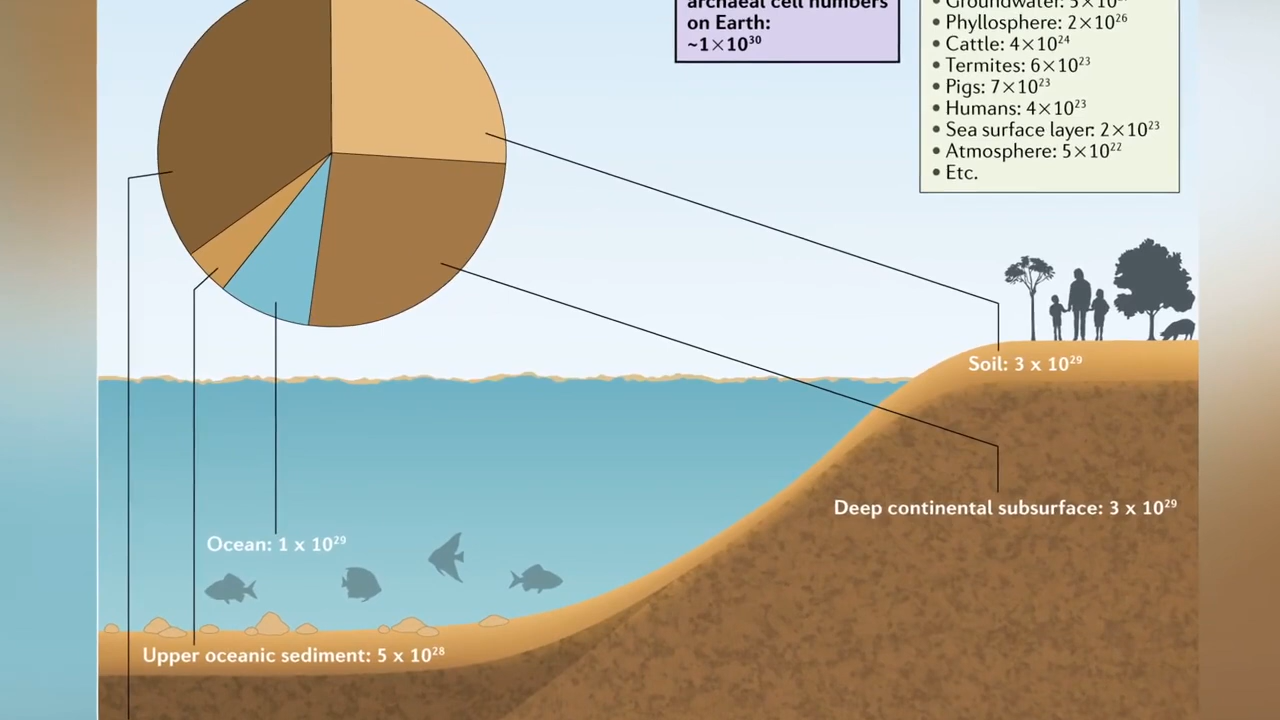 archaeal cell numbers
on Earth:
~1×10³⁰
• Phyllosphere: 2×10²⁶
• Cattle: 4×10²⁴
• Termites: 6×10²³
• Pigs: 7×10²³
• Humans: 4×10²³
• Sea surface layer: 2×10²³
• Atmosphere: 5×10²²
• Etc.
Soil: 3 x 10²⁹
Deep continental subsurface: 3 x 10²⁹
Ocean: 1 x 10²⁹
Upper oceanic sediment: 5 x 10²⁸